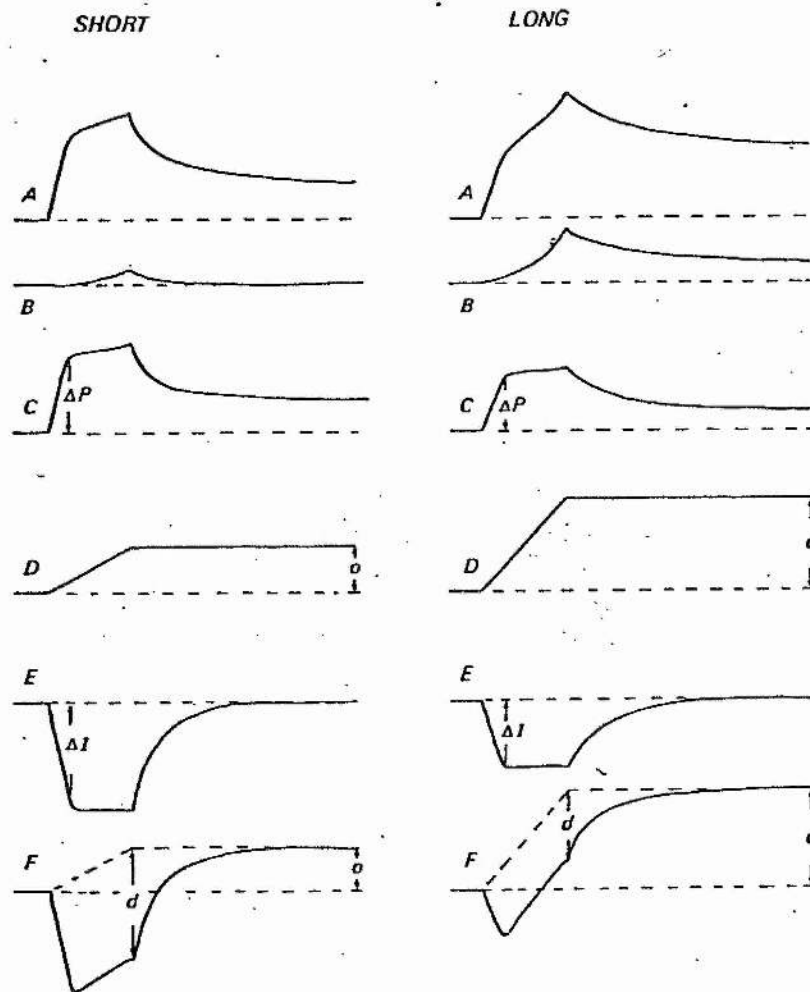 SHORT LONG
A A
B B
C ΔP C ΔP
D o D
E E
ΔI ΔI
F d o F d